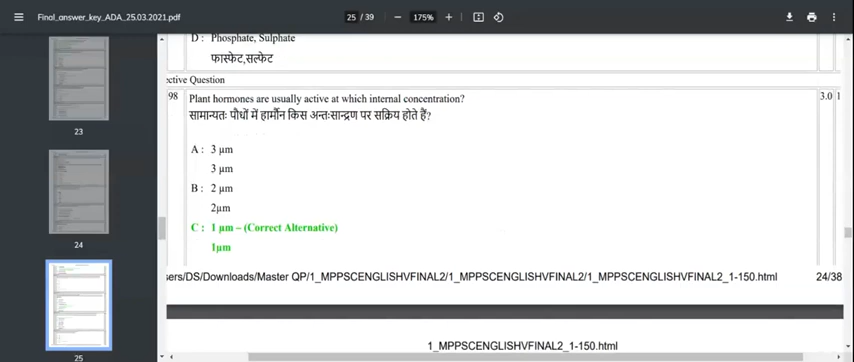 Final_answer_key_ADA_25.03.2021.pdf
25 / 39
175%
D : Phosphate, Sulphate
फास्फेट,सल्फेट
ective Question
98 Plant hormones are usually active at which internal concentration? 3.0 1
सामान्यतः पौधों में हार्मोन किस अन्तःसान्द्रण पर सक्रिय होते हैं?
A : 3 µm
3 µm
B : 2 µm
2µm
C : 1 µm – (Correct Alternative)
1µm
sers/DS/Downloads/Master QP/1_MPPSCENGLISHVFINAL2/1_MPPSCENGLISHVFINAL2/1_MPPSCENGLISHVFINAL2_1-150.html 24/38
1_MPPSCENGLISHVFINAL2_1-150.html
23
24
25